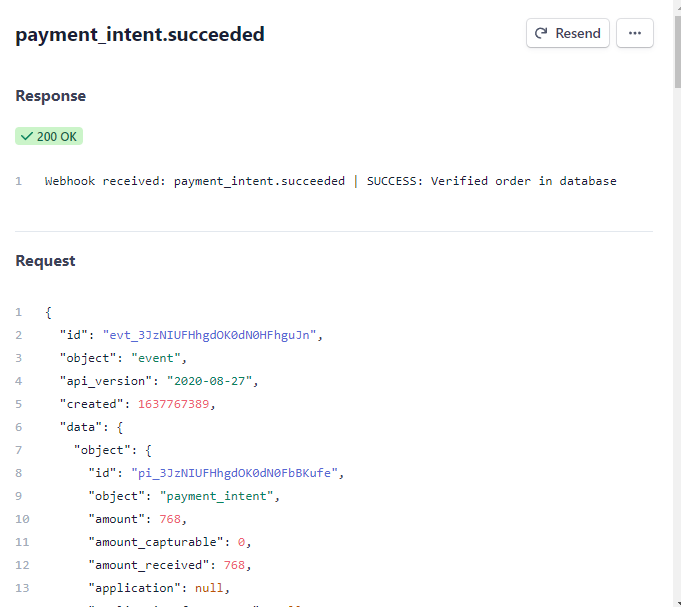 payment_intent.succeeded
Resend
Response
200 OK
1 Webhook received: payment_intent.succeeded | SUCCESS: Verified order in database
Request
1 {
2 "id": "evt_3JzNIUFHhgdOK0dN0HFhguJn",
3 "object": "event",
4 "api_version": "2020-08-27",
5 "created": 1637767389,
6 "data": {
7 "object": {
8 "id": "pi_3JzNIUFHhgdOK0dN0FbBKufe",
9 "object": "payment_intent",
10 "amount": 768,
11 "amount_capturable": 0,
12 "amount_received": 768,
13 "application": null,